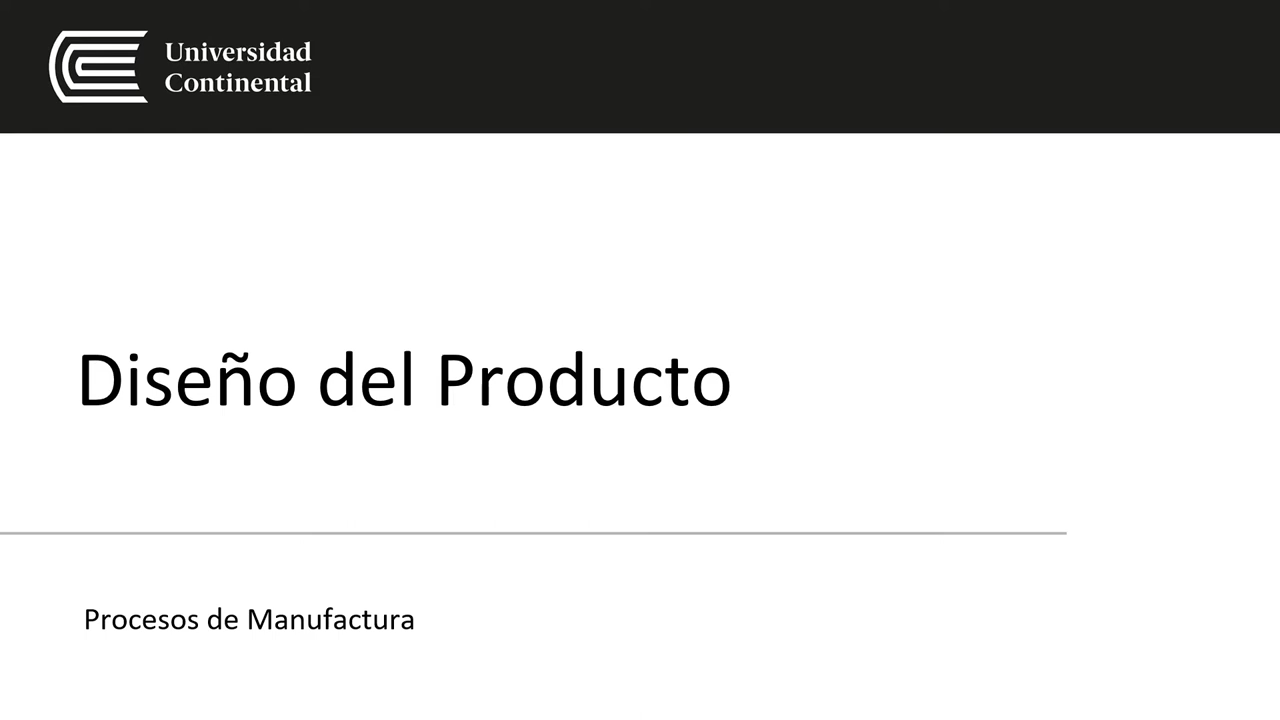 Universidad
Continental
Diseño del Producto
Procesos de Manufactura